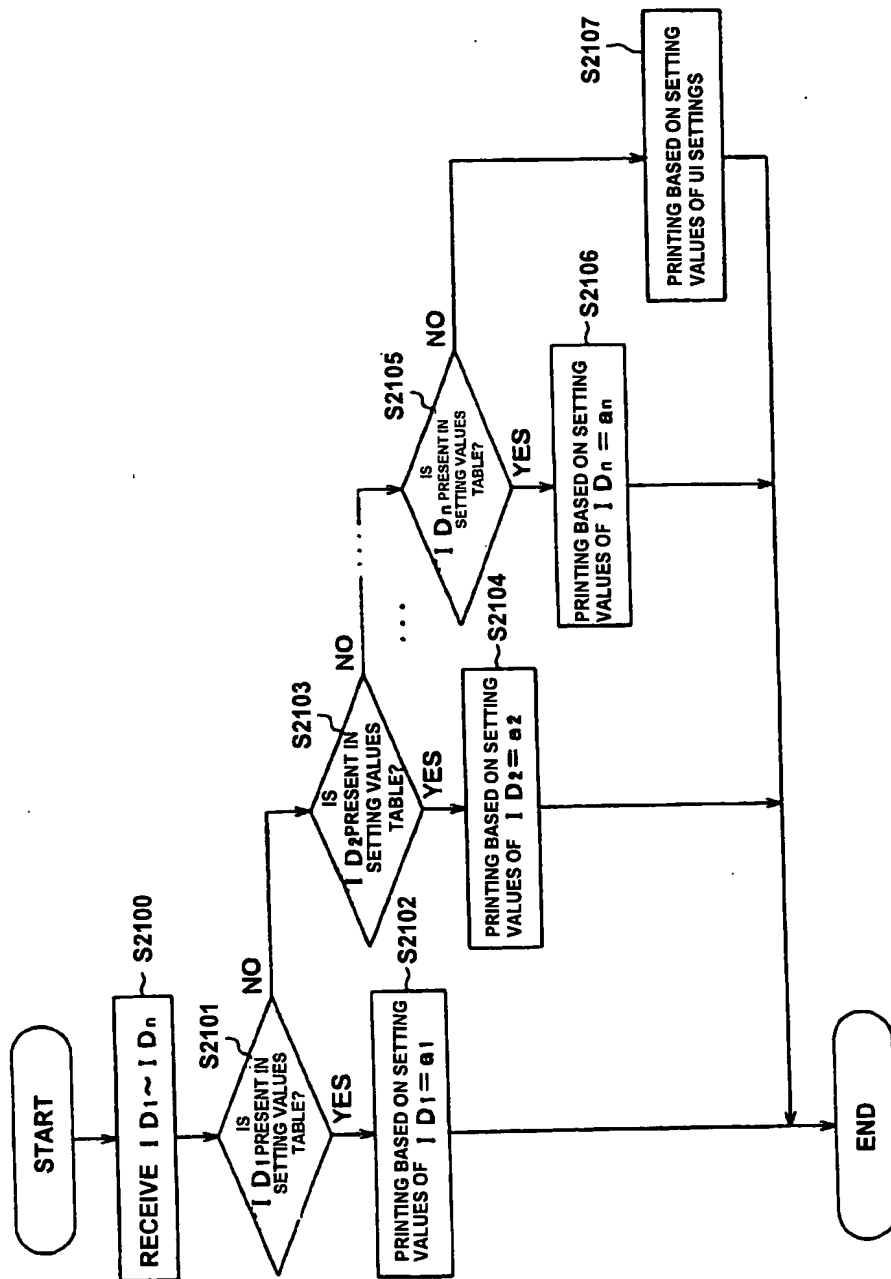 START
RECEIVE I D1 ~ I Dn
S2100
S2101
IS
I D1 PRESENT IN
SETTING VALUES
TABLE?
NO
YES
S2102
PRINTING BASED ON SETTING
VALUES OF I D1 = a1
S2103
IS
I D2 PRESENT IN
SETTING VALUES
TABLE?
NO
YES
S2104
PRINTING BASED ON SETTING
VALUES OF I D2 = a2
....
...
S2105
IS
I Dn PRESENT IN
SETTING VALUES
TABLE?
NO
YES
S2106
PRINTING BASED ON SETTING
VALUES OF I Dn = an
S2107
PRINTING BASED ON SETTING
VALUES OF UI SETTINGS
END